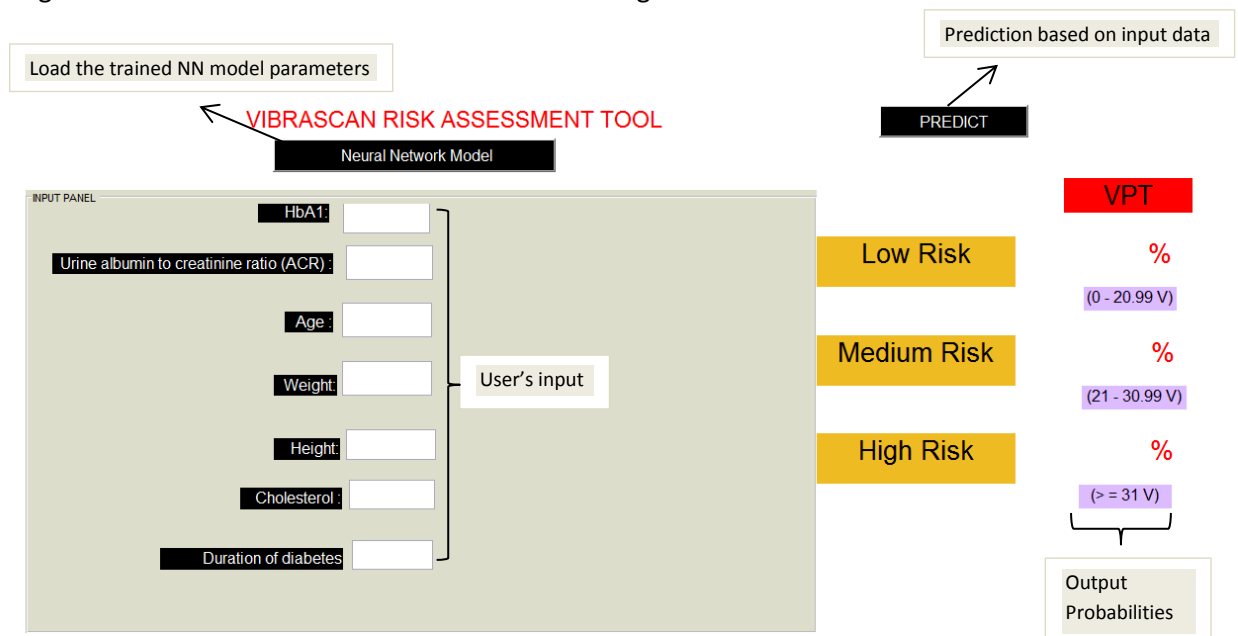 Prediction based on input data
Load the trained NN model parameters
VIBRASCAN RISK ASSESSMENT TOOL
PREDICT
Neural Network Model
INPUT PANEL
VPT
HbA1:
Low Risk
%
Urine albumin to creatinine ratio (ACR) :
(0 - 20.99 V)
Age :
Medium Risk
%
User's input
Weight:
(21 - 30.99 V)
Height:
High Risk
%
Cholesterol :
(> = 31 V)
Duration of diabetes
Output
Probabilities